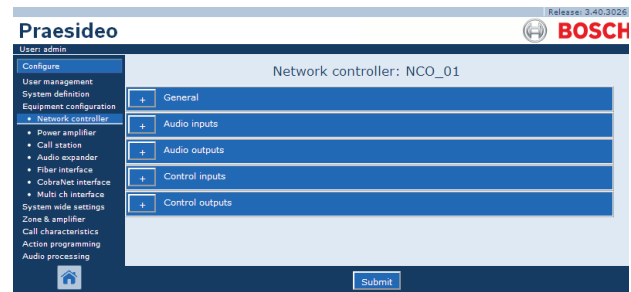 Release: 3.40.3026
Praesideo
BOSCH
User: admin
Configure
User management
System definition
Equipment configuration
• Network controller
• Power amplifier
• Call station
• Audio expander
• Fiber interface
• CobraNet interface
• Multi ch interface
System wide settings
Zone & amplifier
Call characteristics
Action programming
Audio processing
Network controller: NCO_01
+ General
+ Audio inputs
+ Audio outputs
+ Control inputs
+ Control outputs
Submit